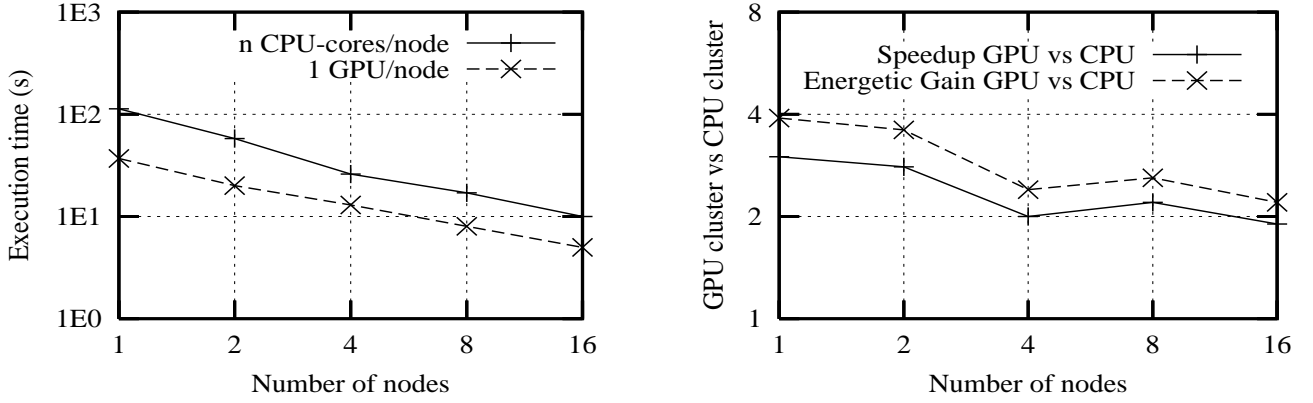 1E3
n CPU-cores/node
1 GPU/node
1E2
1E1
1E0
Execution time (s)
1 2 4 8 16
Number of nodes
8
Speedup GPU vs CPU
Energetic Gain GPU vs CPU
4
2
1
GPU cluster vs CPU cluster
1 2 4 8 16
Number of nodes